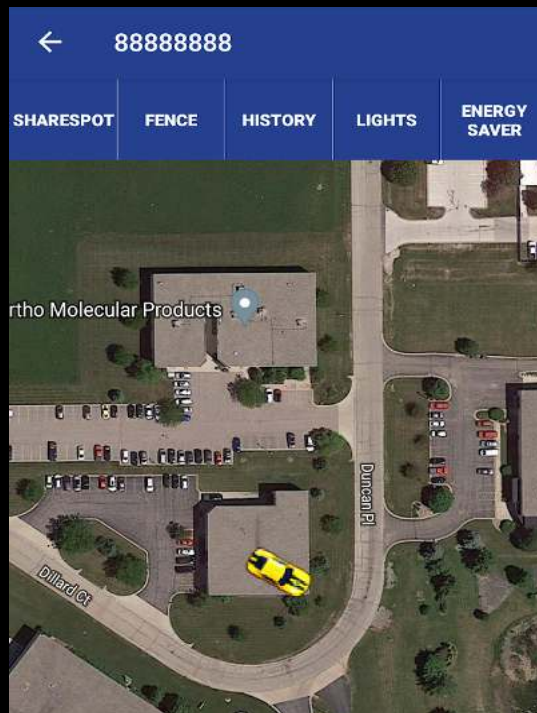 88888888
SHARESPOT
FENCE
HISTORY
LIGHTS
ENERGY
SAVER
rtho Molecular Products
Duncan Pl
Dillard Ct